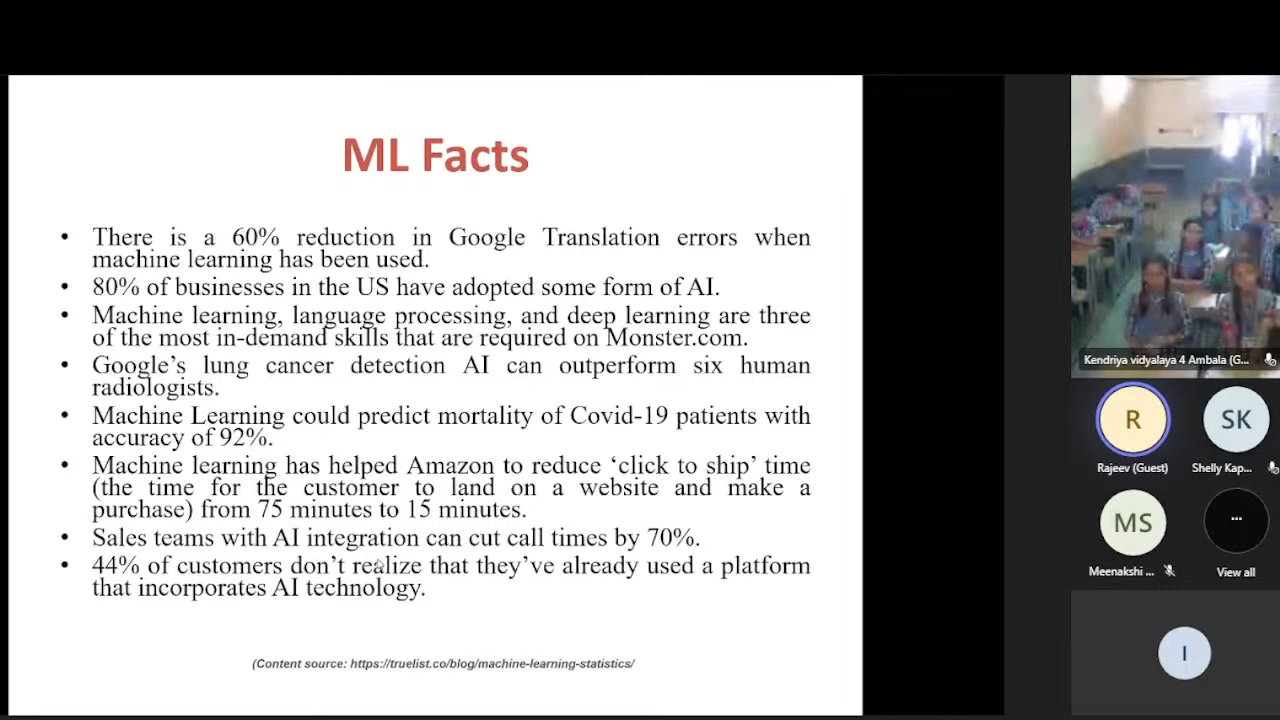 ML Facts
• There is a 60% reduction in Google Translation errors when
machine learning has been used.
• 80% of businesses in the US have adopted some form of AI.
• Machine learning, language processing, and deep learning are three
of the most in-demand skills that are required on Monster.com.
• Google’s lung cancer detection AI can outperform six human
radiologists.
• Machine Learning could predict mortality of Covid-19 patients with
accuracy of 92%.
• Machine learning has helped Amazon to reduce ‘click to ship’ time
(the time for the customer to land on a website and make a
purchase) from 75 minutes to 15 minutes.
• Sales teams with AI integration can cut call times by 70%.
• 44% of customers don’t realize that they’ve already used a platform
that incorporates AI technology.
(Content source: https://truelist.co/blog/machine-learning-statistics/
Kendriya vidyalaya 4 Ambala (G...
R
SK
Rajeev (Guest)
Shelly Kap...
MS
...
Meenakshi ...
View all
I